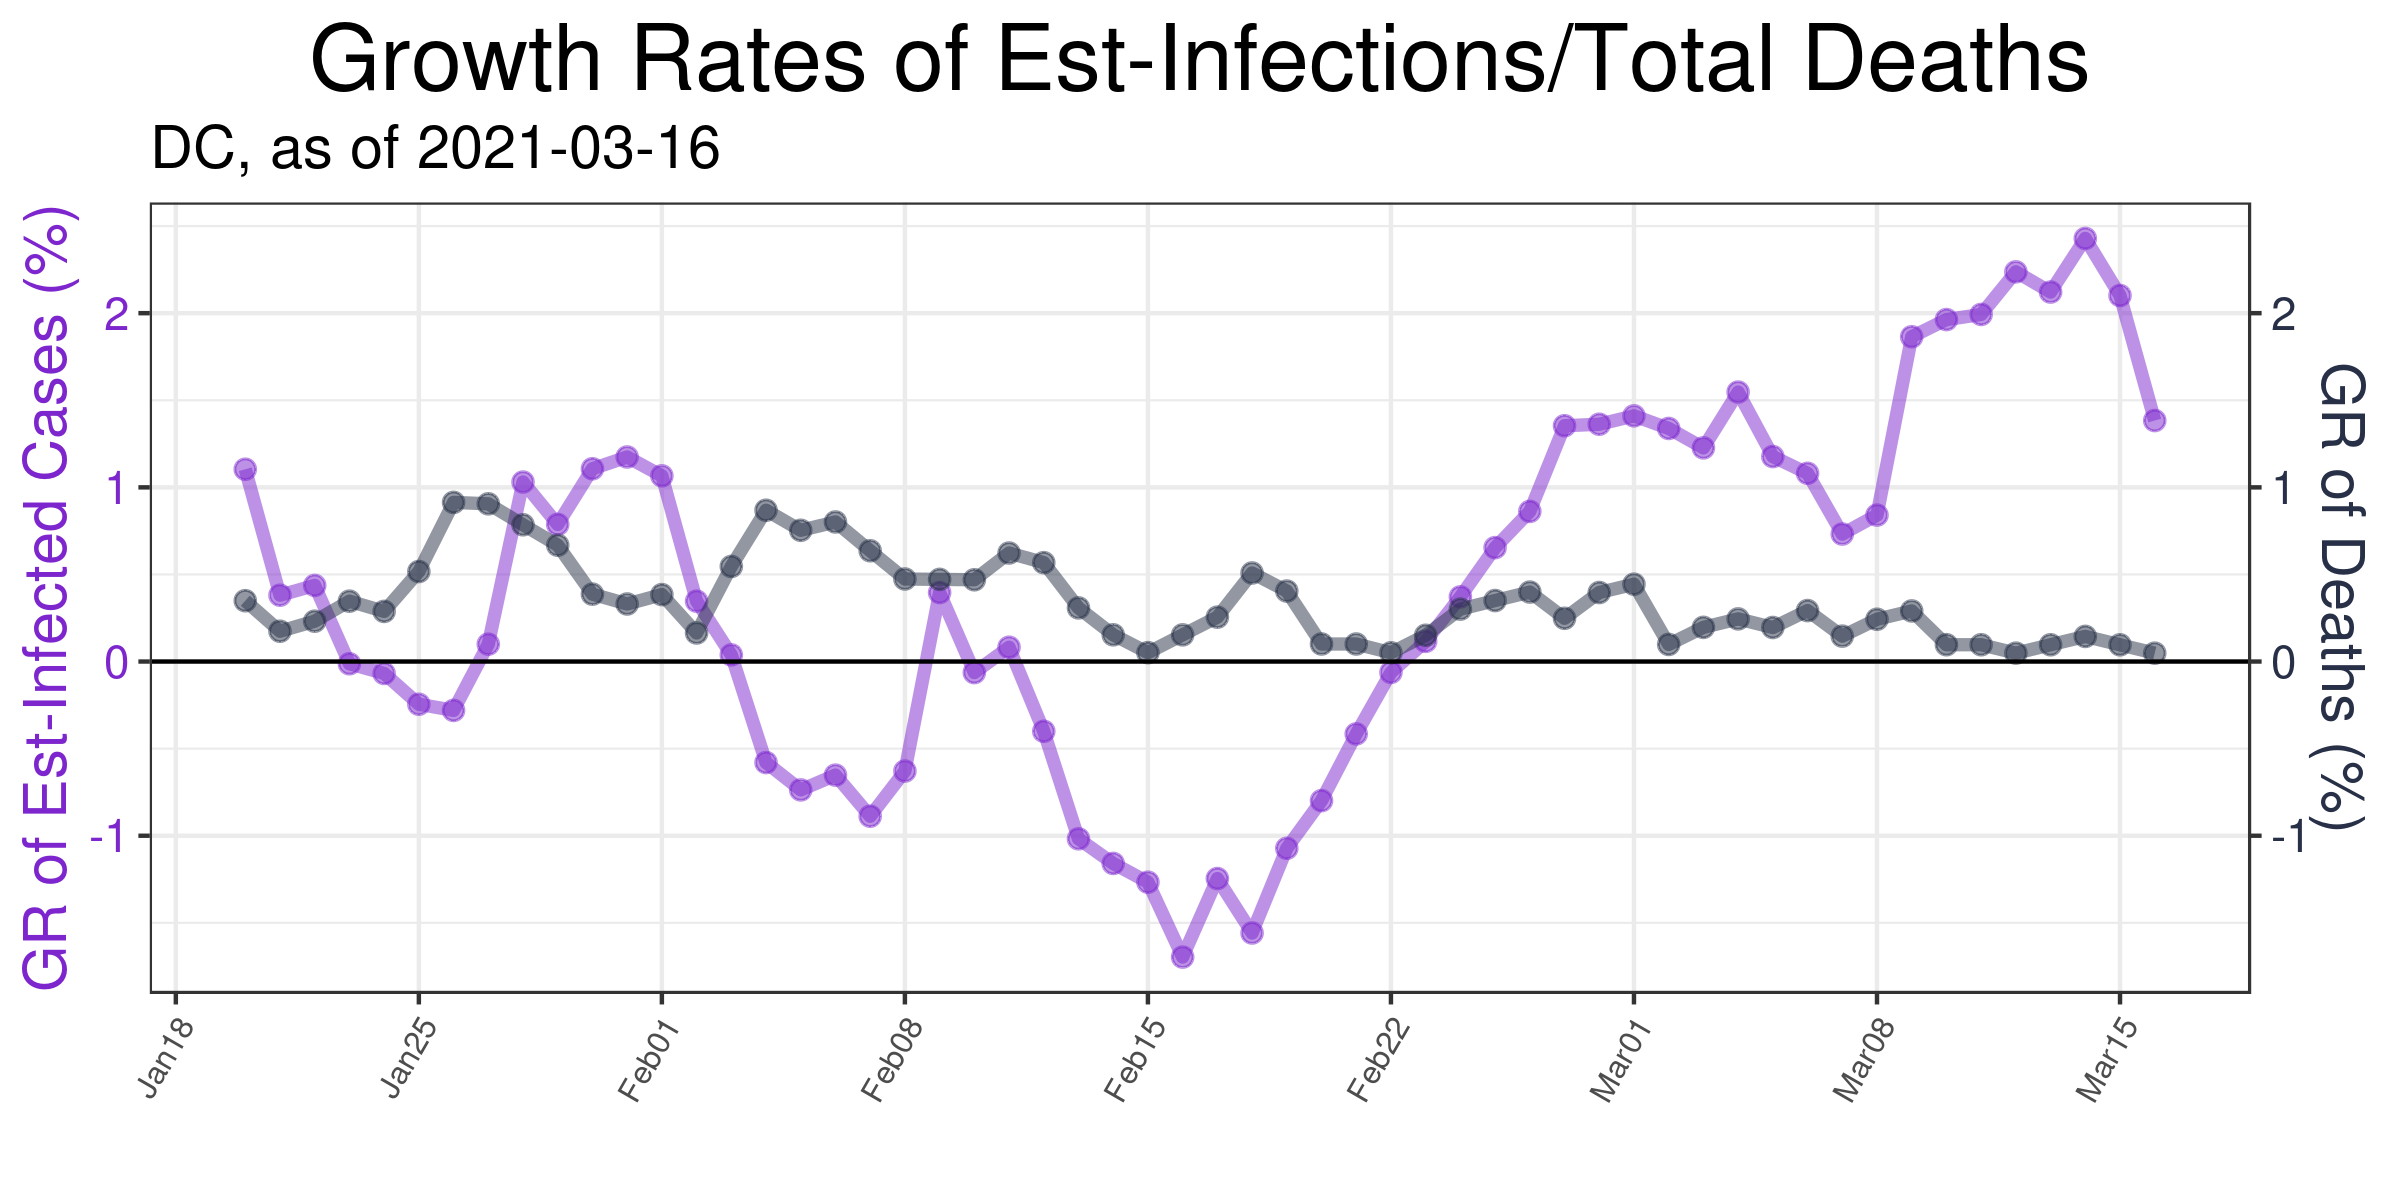 Growth Rates of Est-Infections/Total Deaths
DC, as of 2021-03-16
GR of Est-Infected Cases (%)
2
1
0
-1
2
1
0
-1
GR of Deaths (%)
Jan18
Jan25
Feb01
Feb08
Feb15
Feb22
Mar01
Mar08
Mar15